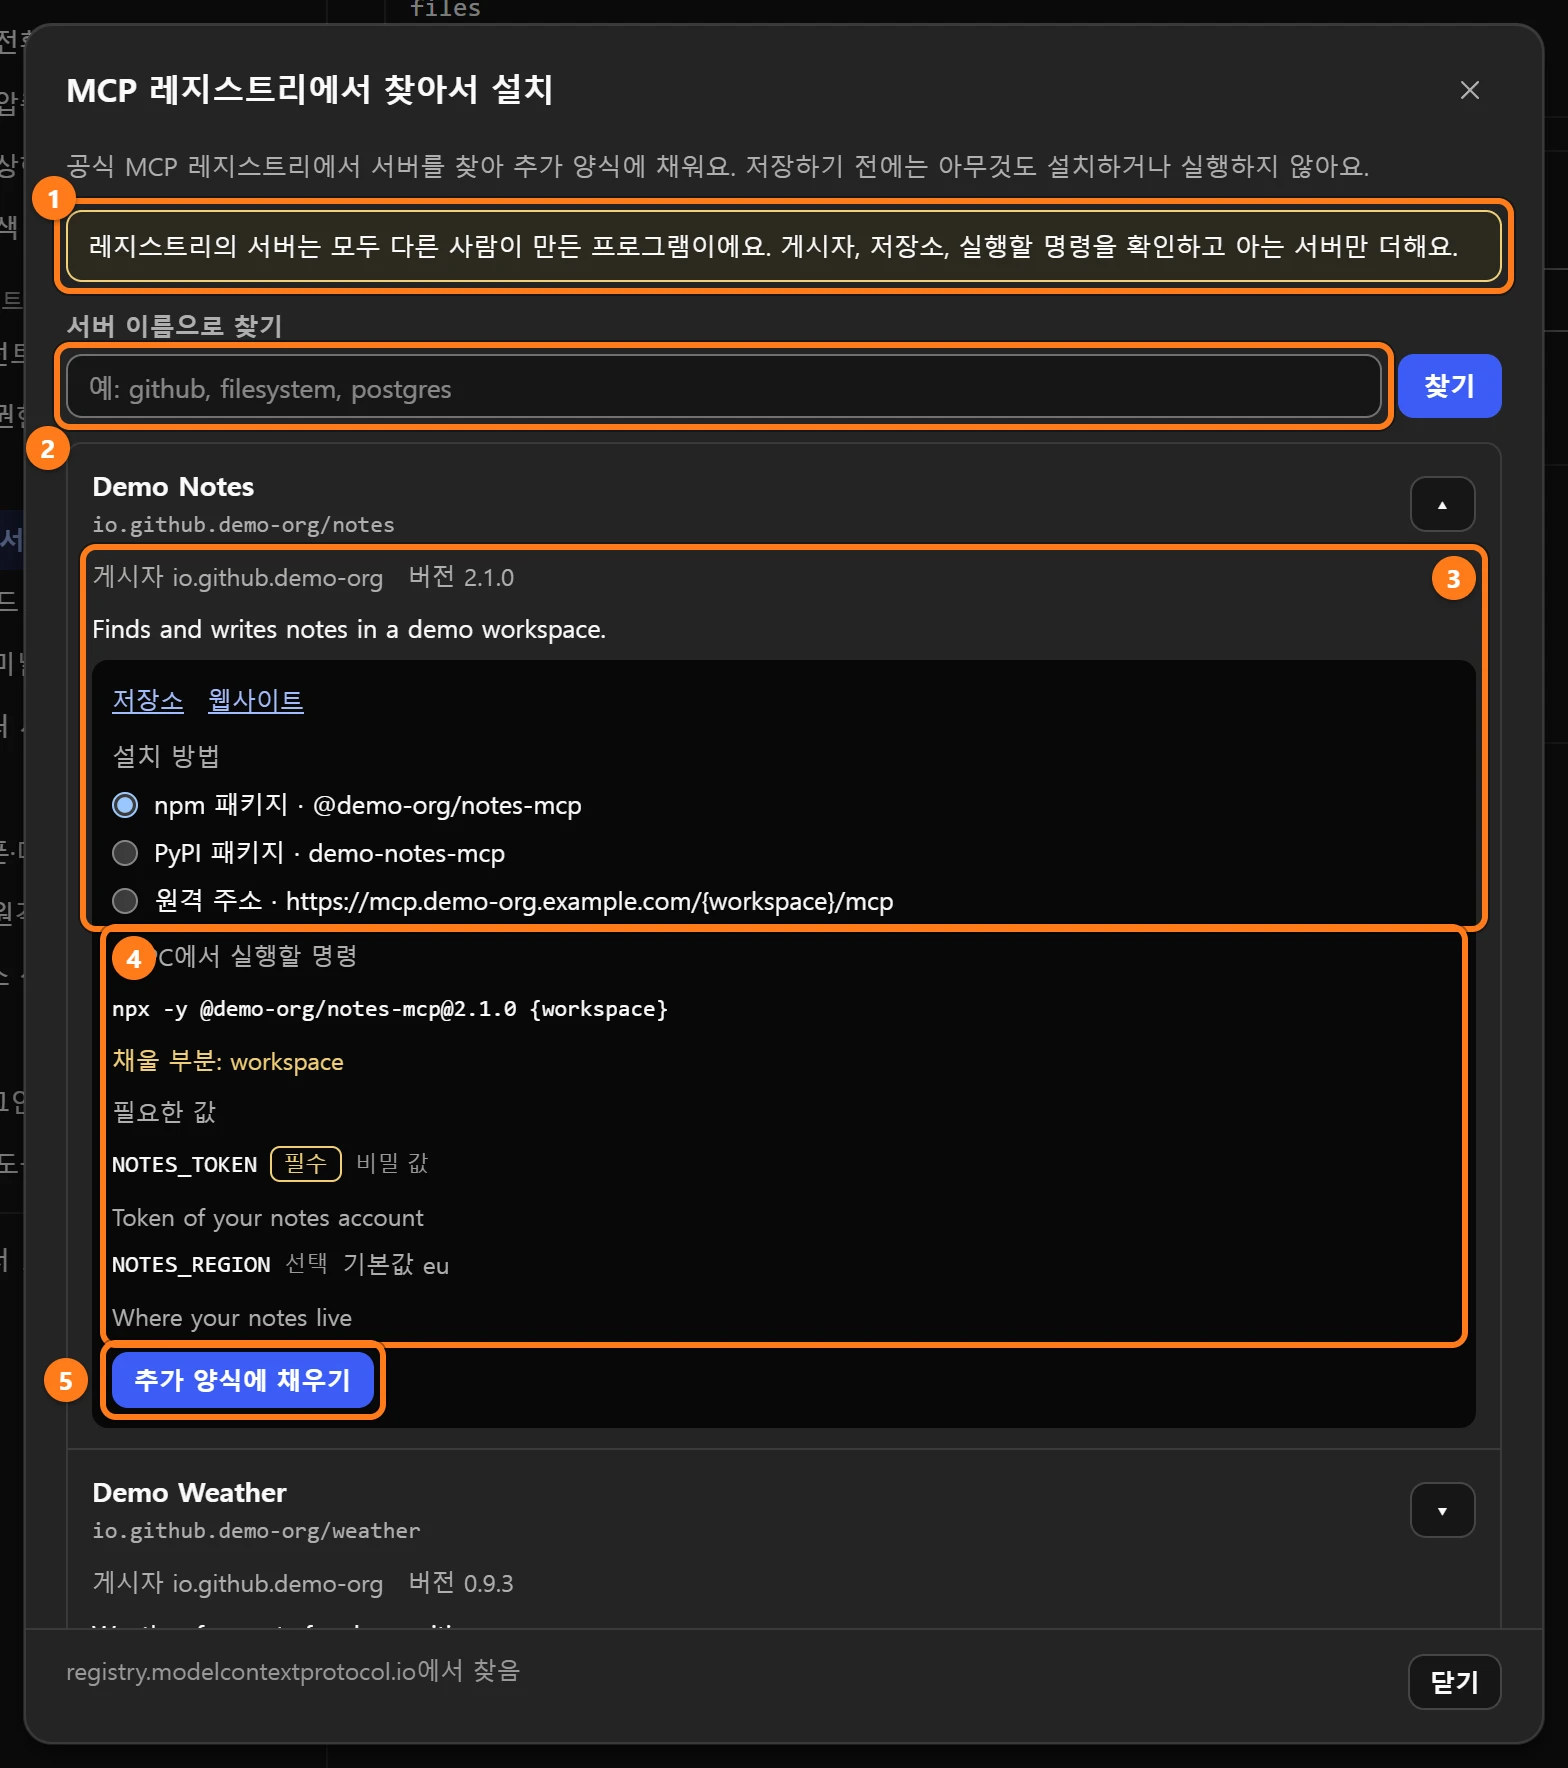 files
MCP 레지스트리에서 찾아서 설치
공식 MCP 레지스트리에서 서버를 찾아 추가 양식에 채워요. 저장하기 전에는 아무것도 설치하거나 실행하지 않아요.
1
레지스트리의 서버는 모두 다른 사람이 만든 프로그램이에요. 게시자, 저장소, 실행할 명령을 확인하고 아는 서버만 더해요.
서버 이름으로 찾기
예: github, filesystem, postgres
찾기
2
Demo Notes
▲
io.github.demo-org/notes
게시자 io.github.demo-org 버전 2.1.0
3
Finds and writes notes in a demo workspace.
저장소 웹사이트
설치 방법
npm 패키지 · @demo-org/notes-mcp
PyPI 패키지 · demo-notes-mcp
원격 주소 · https://mcp.demo-org.example.com/{workspace}/mcp
4
C에서 실행할 명령
npx -y @demo-org/notes-mcp@2.1.0 {workspace}
채울 부분: workspace
필요한 값
NOTES_TOKEN 필수 비밀 값
Token of your notes account
NOTES_REGION 선택 기본값 eu
Where your notes live
5
추가 양식에 채우기
Demo Weather
▼
io.github.demo-org/weather
게시자 io.github.demo-org 버전 0.9.3
registry.modelcontextprotocol.io에서 찾음
닫기